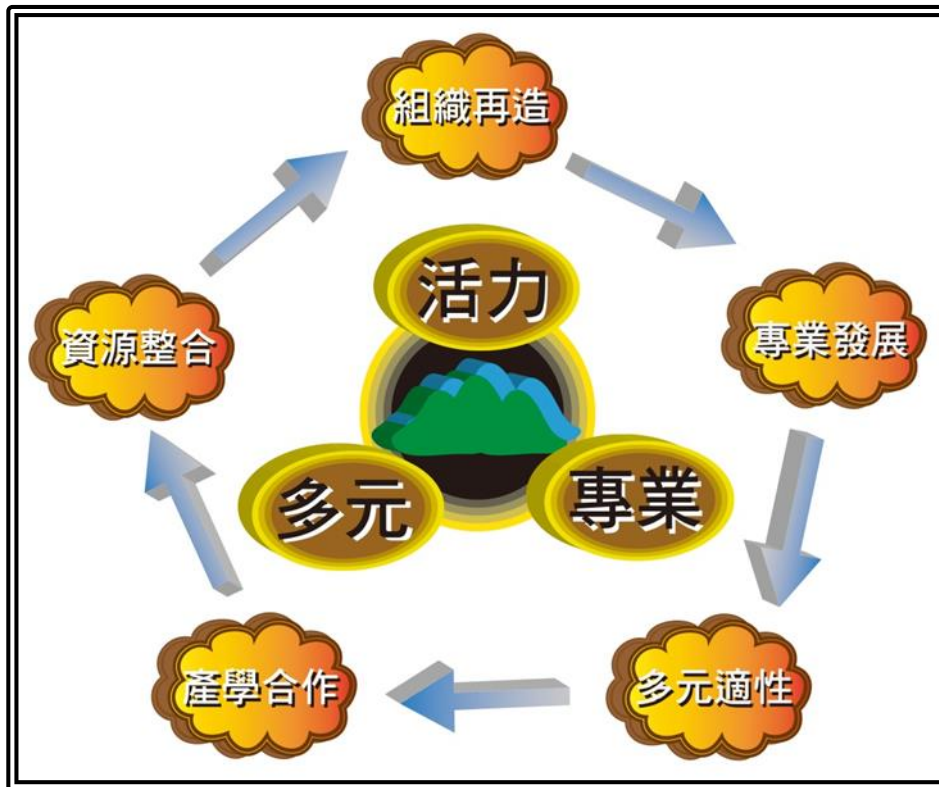 組織再造
活力
資源整合
專業發展
多元
專業
產學合作
多元適性